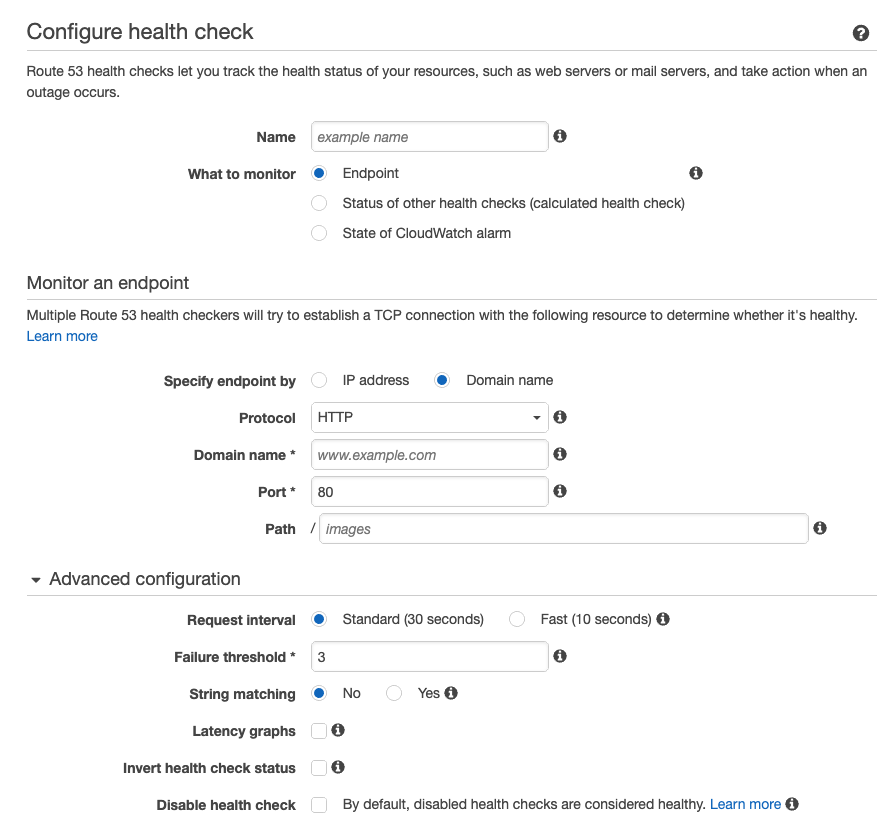 Configure health check
Route 53 health checks let you track the health status of your resources, such as web servers or mail servers, and take action when an
outage occurs.
Name example name
What to monitor Endpoint
Status of other health checks (calculated health check)
State of CloudWatch alarm
Monitor an endpoint
Multiple Route 53 health checkers will try to establish a TCP connection with the following resource to determine whether it's healthy.
Learn more
Specify endpoint by IP address Domain name
Protocol HTTP
Domain name * www.example.com
Port * 80
Path / images
Advanced configuration
Request interval Standard (30 seconds) Fast (10 seconds)
Failure threshold * 3
String matching No Yes
Latency graphs
Invert health check status
Disable health check By default, disabled health checks are considered healthy. Learn more